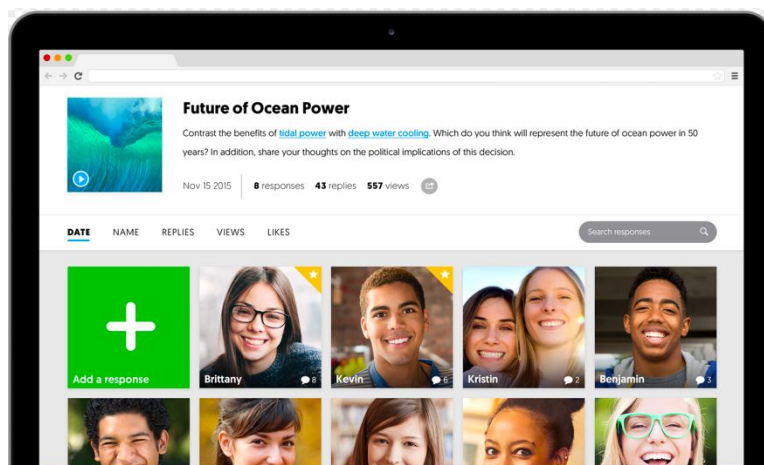 Future of Ocean Power
Contrast the benefits of tidal power with deep water cooling. Which do you think will represent the future of ocean power in 50
years? In addition, share your thoughts on the political implications of this decision.
Nov 15 2015 8 responses 43 replies 557 views
DATE NAME REPLIES VIEWS LIKES Search responses
Add a response Brittany 8 Kevin 6 Kristin 2 Benjamin 3